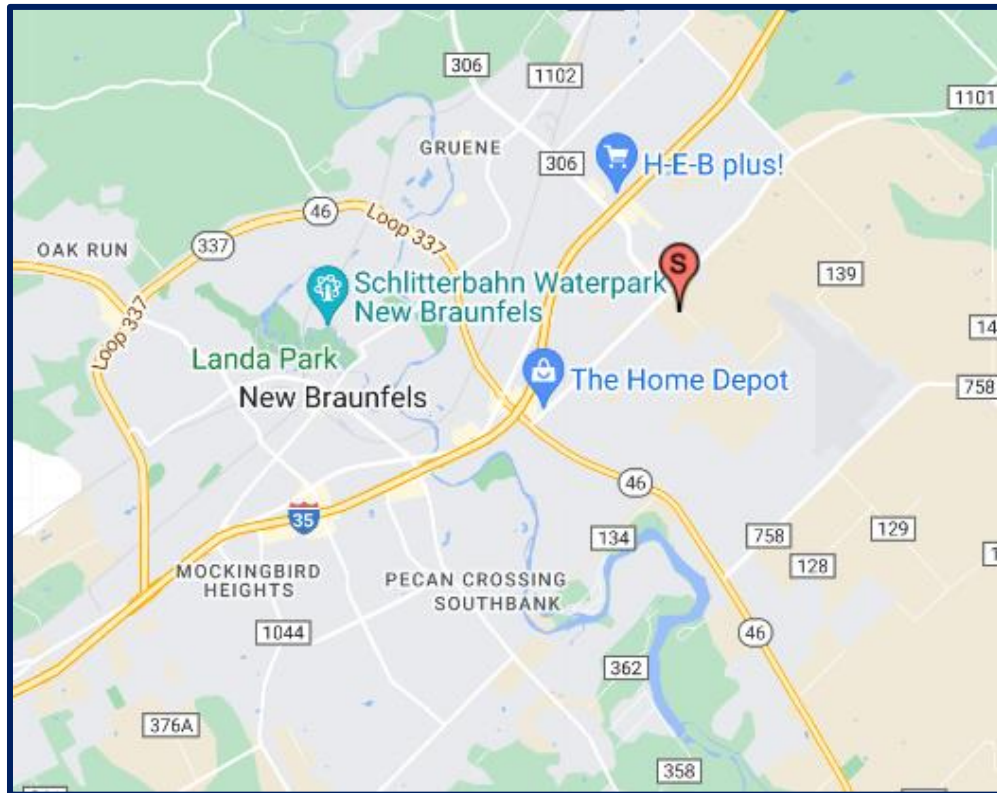 306
1102
1101
GRUENE
306
H-E-B plus!
46
Loop 337
337
OAK RUN
S
139
Schlitterbahn Waterpark
New Braunfels
Loop 337
Landa Park
The Home Depot
758
New Braunfels
46
35
134
758
129
128
MOCKINGBIRD
HEIGHTS
PECAN CROSSING
SOUTHBANK
1044
46
362
376A
358